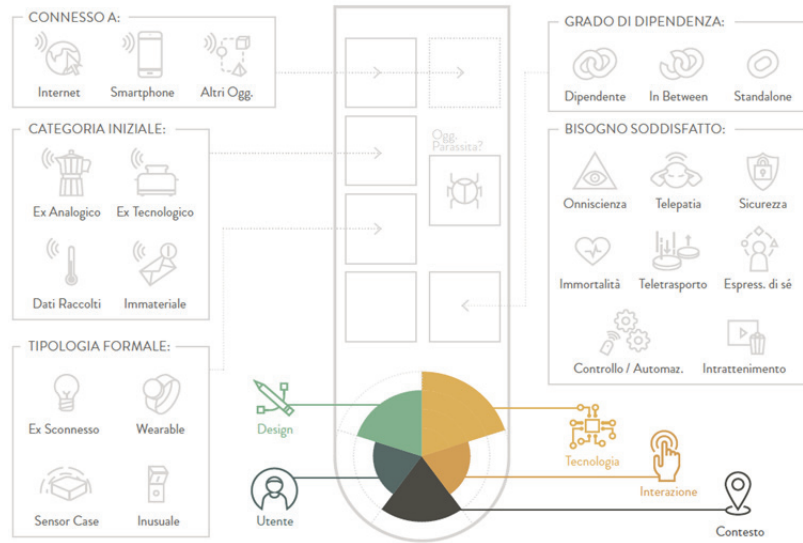 CONNESSO A:
Internet
Smartphone
Altri Ogg.
CATEGORIA INIZIALE:
Ex Analogico
Ex Tecnologico
Dati Raccolti
Immateriale
TIPOLOGIA FORMALE:
Ex Sconnesso
Wearable
Sensor Case
Inusuale
Ogg.
Parassita?
GRADO DI DIPENDENZA:
Dipendente
In Between
Standalone
BISOGNO SODDISFATTO:
Onniscienza
Telepatia
Sicurezza
Immortalità
Teletrasporto
Espress. di sé
Controllo / Automaz.
Intrattenimento
Design
Utente
Tecnologia
Interazione
Contesto